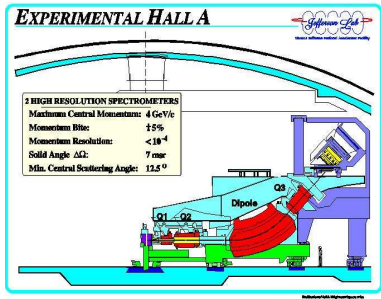 EXPERIMENTAL HALL A
Jefferson Lab
2 HIGH RESOLUTION SPECTROMETERS
Maximum Central Momentum: 4 GeV/c
Momentum Bite: ±5%
Momentum Resolution: <10⁻⁴
Solid Angle ΔΩ: 7 msr
Min. Central Scattering Angle: 12.5°
Q1 Q2
Dipole
Q3